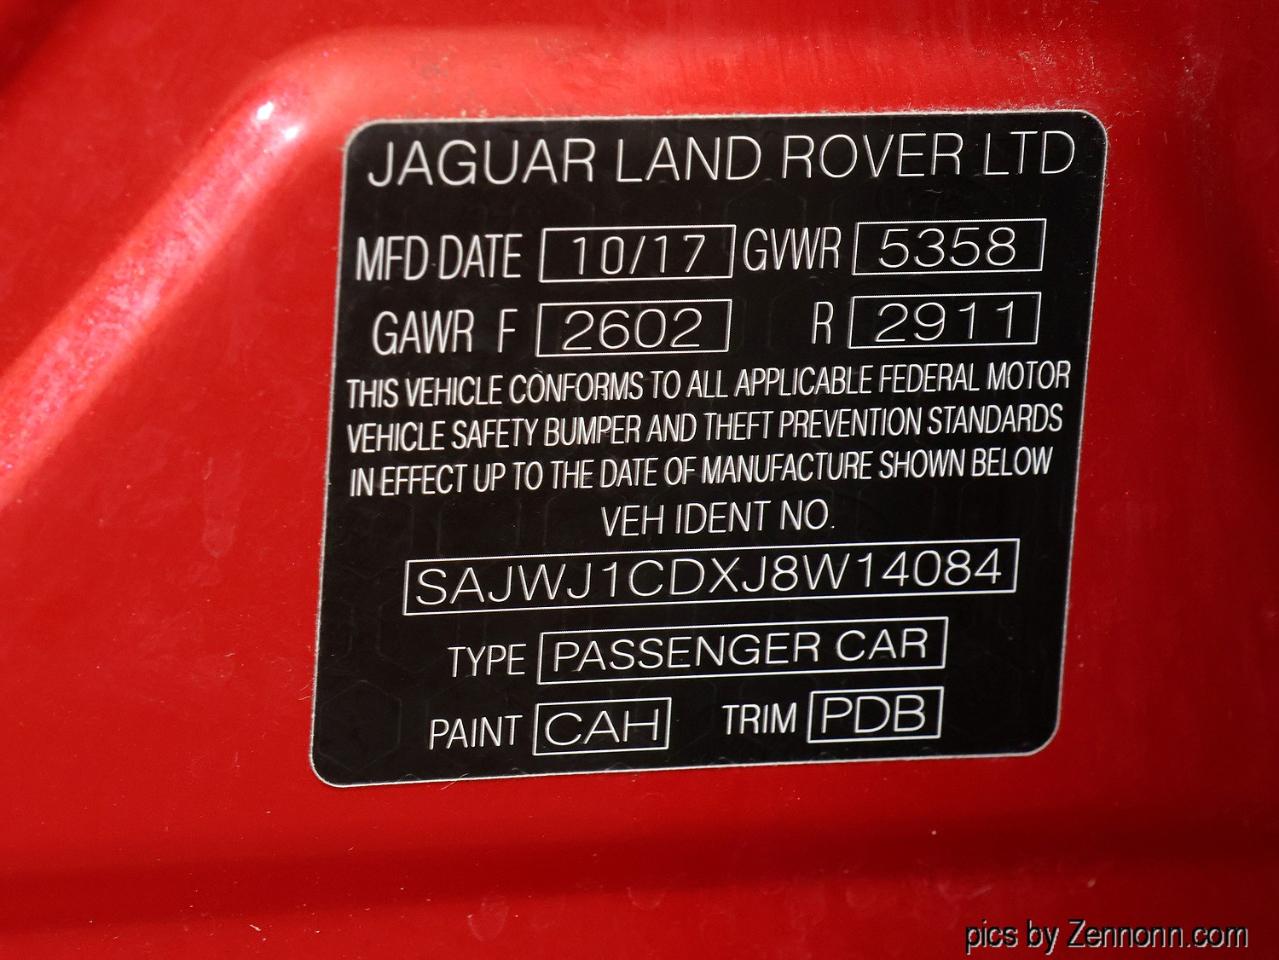 JAGUAR LAND ROVER LTD
MFD DATE 10/17 GVWR 5358
GAWR F 2602 R 2911
THIS VEHICLE CONFORMS TO ALL APPLICABLE FEDERAL MOTOR
VEHICLE SAFETY BUMPER AND THEFT PREVENTION STANDARDS
IN EFFECT UP TO THE DATE OF MANUFACTURE SHOWN BELOW
VEH IDENT NO.
SAJWJ1CDXJ8W14084
TYPE PASSENGER CAR
PAINT CAH TRIM PDB
pics by Zennonn.com